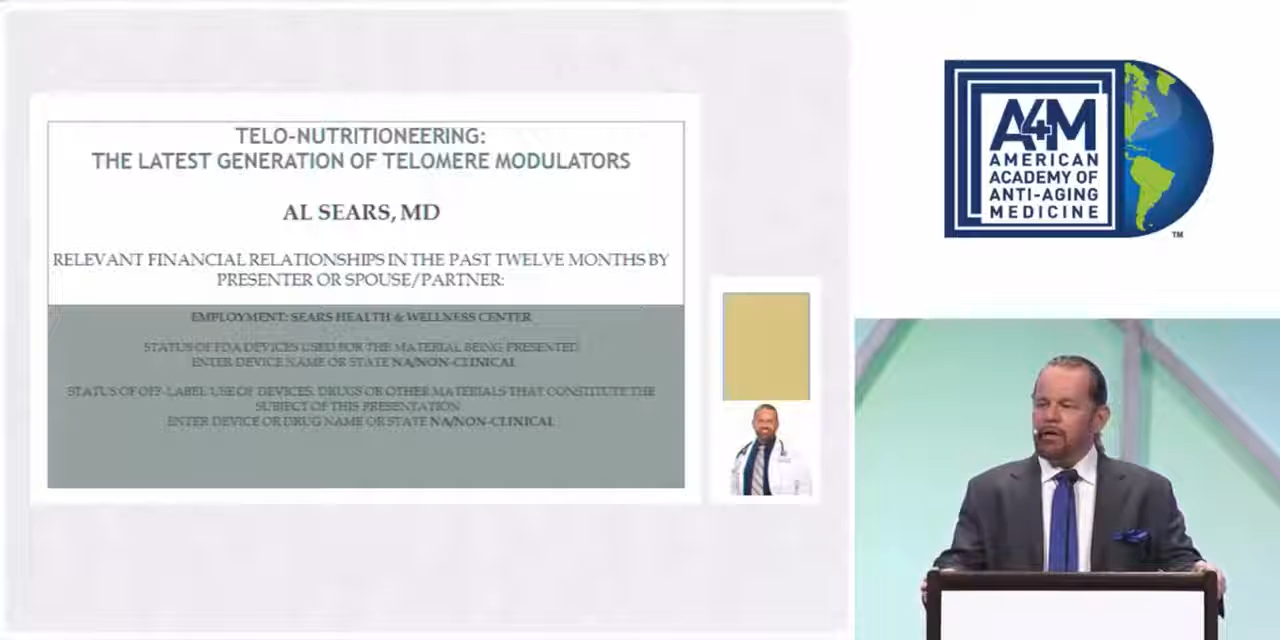 TELO-NUTRITIONEERING:
THE LATEST GENERATION OF TELOMERE MODULATORS
AL SEARS, MD
RELEVANT FINANCIAL RELATIONSHIPS IN THE PAST TWELVE MONTHS BY
PRESENTER OR SPOUSE/PARTNER:
EMPLOYMENT: SEARS HEALTH & WELLNESS CENTER
STATUS OF FDA DEVICES USED FOR THE MATERIAL BEING PRESENTED
ENTER DEVICE NAME OR STATE NA/NON-CLINICAL
STATUS OF OFF-LABEL USE OF DEVICES, DRUGS OR OTHER MATERIALS THAT CONSTITUTE THE
SUBJECT OF THIS PRESENTATION
ENTER DEVICE OR DRUG NAME OR STATE NA/NON-CLINICAL
A4M
AMERICAN
ACADEMY OF
ANTI-AGING
MEDICINE
TM